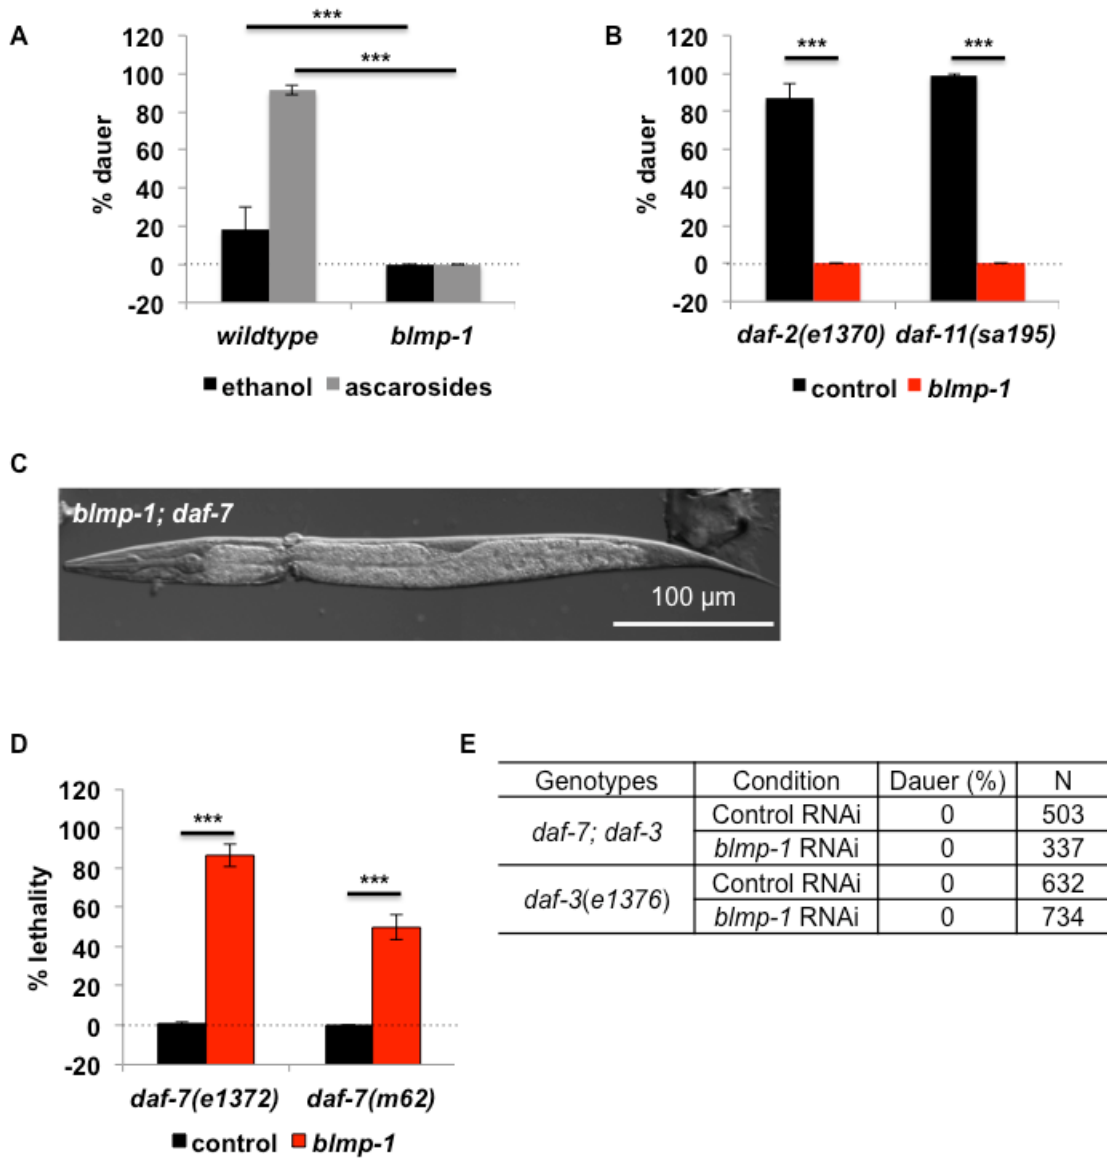 A
***
***
120
100
80
60
40
20
0
-20
% dauer
wildtype blmp-1
ethanol ascarosides
B
*** ***
120
100
80
60
40
20
0
-20
% dauer
daf-2(e1370) daf-11(sa195)
control blmp-1
C
blmp-1; daf-7
100 µm
D
***
***
120
100
80
60
40
20
0
-20
% lethality
daf-7(e1372) daf-7(m62)
control blmp-1
E
Genotypes Condition Dauer (%) N
daf-7; daf-3 Control RNAi 0 503
blmp-1 RNAi 0 337
daf-3(e1376) Control RNAi 0 632
blmp-1 RNAi 0 734